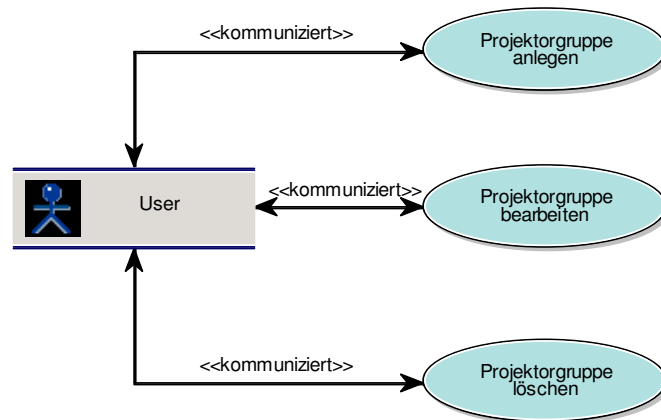 <<kommuniziert>>
Projektorgruppe
anlegen
User
<<kommuniziert>>
Projektorgruppe
bearbeiten
<<kommuniziert>>
Projektorgruppe
löschen